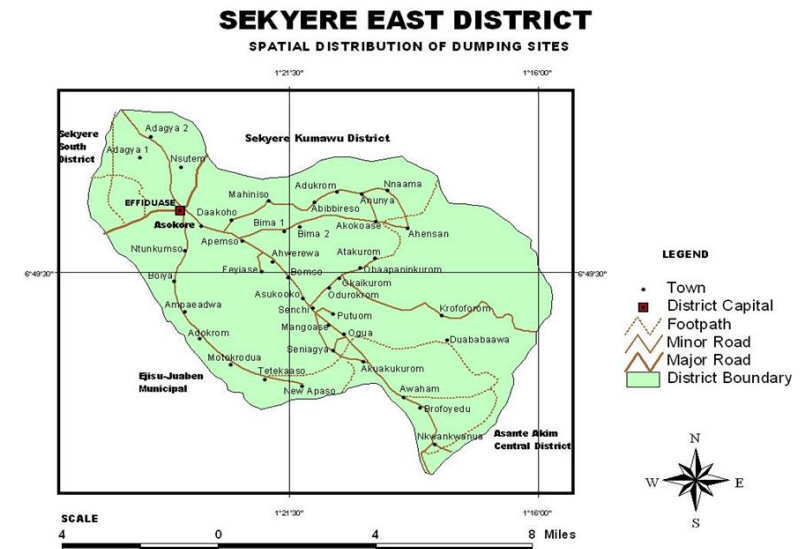 SEKYERE EAST DISTRICT
SPATIAL DISTRIBUTION OF DUMPING SITES
1°21'30"
1°16'00"
Sekyere
South
District
Adagya 2
Adagya 1
Nsutem
Sekyere Kumawu District
EFFIDUASE
Asokore
Daakoho
Mahiniso
Adukrom
Nnaama
Anunya
Abibbireso
Bima 1
Bima 2
Akokoase
Ahensan
Apemso
Ntunkumso
Ahwerewa
Atakurom
Feyiase
Bomso
Obaapaninkurom
6°49'30"
6°49'30"
Boiya
Okaikurom
Asukooko
Odurokrom
Ampaeadwa
Senchi
Putuom
Krofoforom
Mangoase
Adokrom
Ogua
Duababaawa
Seniagya
Motokrodua
Tetekaaso
Akuakukurom
Ejisu-Juaben
Municipal
New Apaso
Awaham
Brofoyedu
Nkwankwanua
Asante Akim
Central District
LEGEND
Town
District Capital
Footpath
Minor Road
Major Road
District Boundary
N
W
E
S
1°21'30"
1°16'00"
SCALE
4 0 4 8 Miles